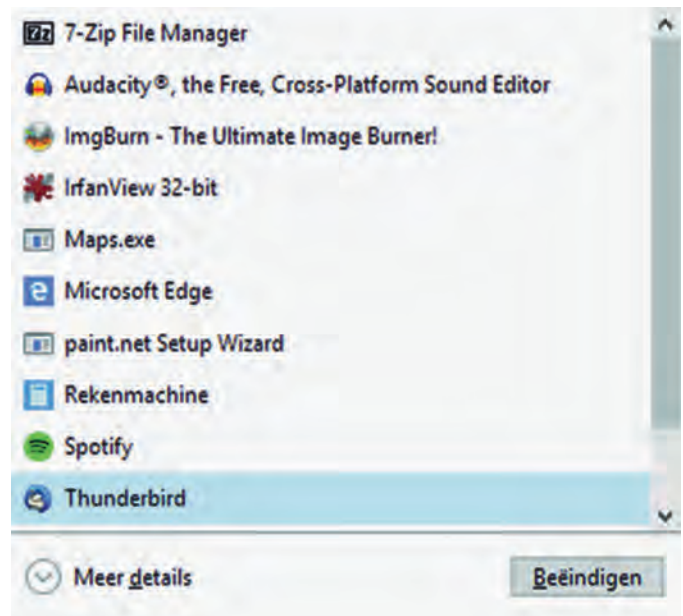 7-Zip File Manager
Audacity®, the Free, Cross-Platform Sound Editor
ImgBurn - The Ultimate Image Burner!
IrfanView 32-bit
Maps.exe
Microsoft Edge
paint.net Setup Wizard
Rekenmachine
Spotify
Thunderbird
Meer details Beëindigen